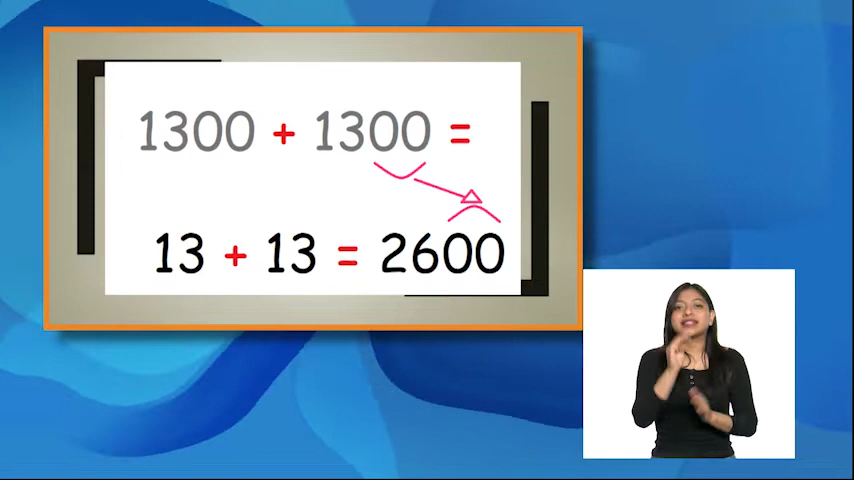 1300 + 1300 =
13 + 13 = 2600